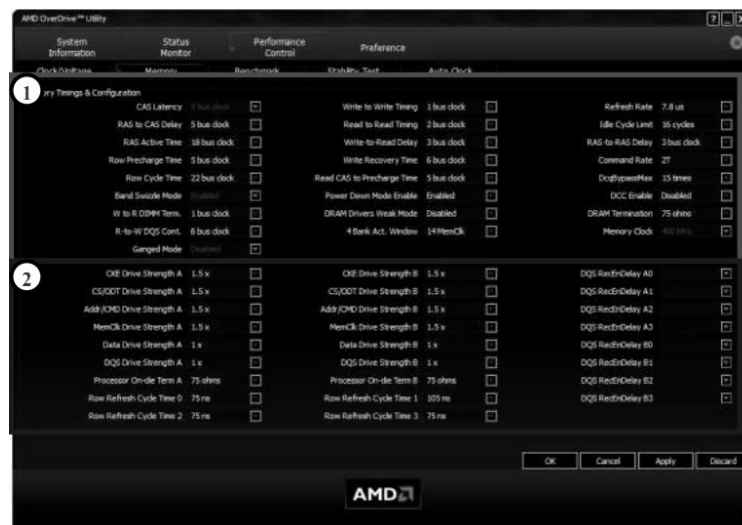 AMD OverDrive™ Utility
System Information Status Monitor Performance Control Preference
Clock/Voltage Memory Benchmark Stability Test Auto Clock
1
ory Timings & Configuration
CAS Latency Write to Write Timing 1 bus clock Refresh Rate 7.8 us
RAS to CAS Delay 5 bus clock Read to Read Timing 2 bus clock Idle Cycle Limit 16 cycles
RAS Active Time 18 bus clock Write-to-Read Delay 3 bus clock RAS-to-RAS Delay 3 bus clock
Row Precharge Time 5 bus clock Write Recovery Time 6 bus clock Command Rate 2T
Row Cycle Time 22 bus clock Read CAS to Precharge Time 5 bus clock DcqBypassMax 15 times
Band Swizzle Mode Enabled Power Down Mode Enable Enabled DCC Enable Disabled
W to R DIMM Term. 1 bus clock DRAM Drivers Weak Mode Disabled DRAM Termination 75 ohms
R-to-W DQS Cont. 6 bus clock 4 Bank Act. Window 14 MemClk Memory Clock 400 MHz
Ganged Mode Disabled
2
CKE Drive Strength A 1.5 x CKE Drive Strength B 1.5 x DQS RecEnDelay A0
CS/ODT Drive Strength A 1.5 x CS/ODT Drive Strength B 1.5 x DQS RecEnDelay A1
Addr/CMD Drive Strength A 1.5 x Addr/CMD Drive Strength B 1.5 x DQS RecEnDelay A2
MemClk Drive Strength A 1.5 x MemClk Drive Strength B 1.5 x DQS RecEnDelay A3
Data Drive Strength A 1 x Data Drive Strength B 1 x DQS RecEnDelay B0
DQS Drive Strength A 1 x DQS Drive Strength B 1 x DQS RecEnDelay B1
Processor On-die Term A 75 ohms Processor On-die Term B 75 ohms DQS RecEnDelay B2
Row Refresh Cycle Time 0 75 ns Row Refresh Cycle Time 1 105 ns DQS RecEnDelay B3
Row Refresh Cycle Time 2 75 ns Row Refresh Cycle Time 3 75 ns
OK Cancel Apply Discard
AMD